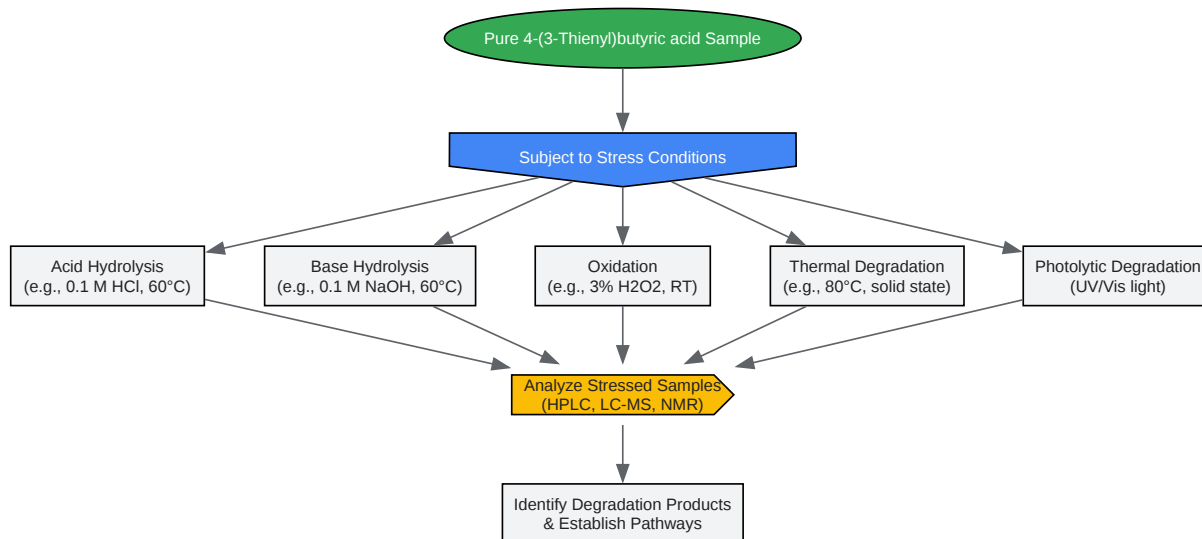 Pure 4-(3-Thienyl)butyric acid Sample
Subject to Stress Conditions
Acid Hydrolysis
(e.g., 0.1 M HCl, 60°C)
Base Hydrolysis
(e.g., 0.1 M NaOH, 60°C)
Oxidation
(e.g., 3% H2O2, RT)
Thermal Degradation
(e.g., 80°C, solid state)
Photolytic Degradation
(UV/Vis light)
Analyze Stressed Samples
(HPLC, LC-MS, NMR)
Identify Degradation Products
& Establish Pathways